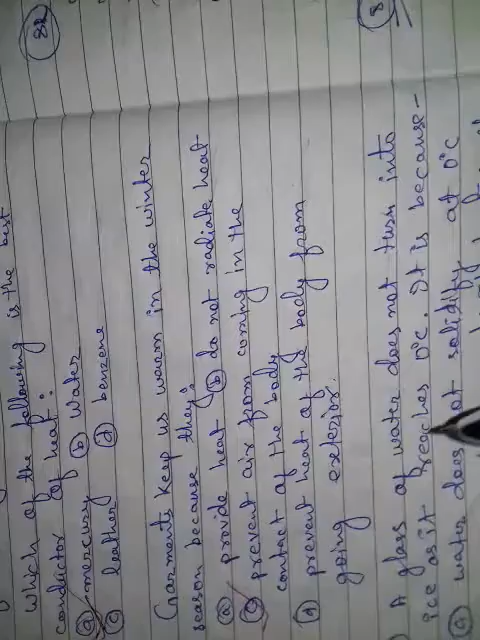 82
which of the following is the best
conductor of heat:
(a) mercury (b) water
(c) leather (d) benzene
Garments keep us warm in the winter
season because they:
(a) provide heat (b) do not radiate heat
(c) prevent air from coming in the
contact of the body
(d) prevent heat of the body from
going exterior.
8
A glass of water does not turn into
ice as it reaches 0°C. It is because-
(a) water does not solidify at 0°C